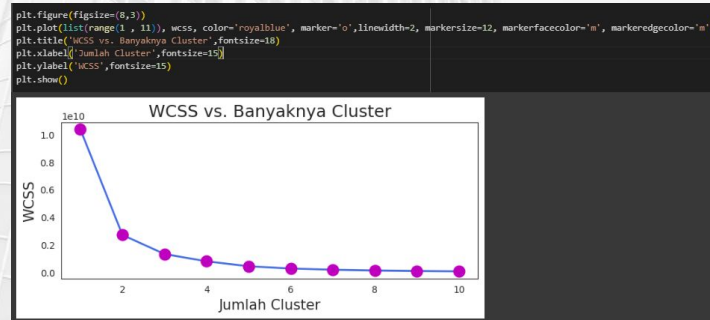 plt.figure(figsize=(8,3))
plt.plot(list(range(1 , 11)), wcss, color='royalblue', marker='o',linewidth=2, markersize=12, markerfacecolor='m', markeredgecolor='m'
plt.title('WCSS vs. Banyaknya Cluster',fontsize=18)
plt.xlabel('Jumlah Cluster',fontsize=15)
plt.ylabel('WCSS',fontsize=15)
plt.show()
WCSS vs. Banyaknya Cluster
1e10
1.0
0.8
0.6
0.4
0.2
0.0
WCSS
2 4 6 8 10
Jumlah Cluster